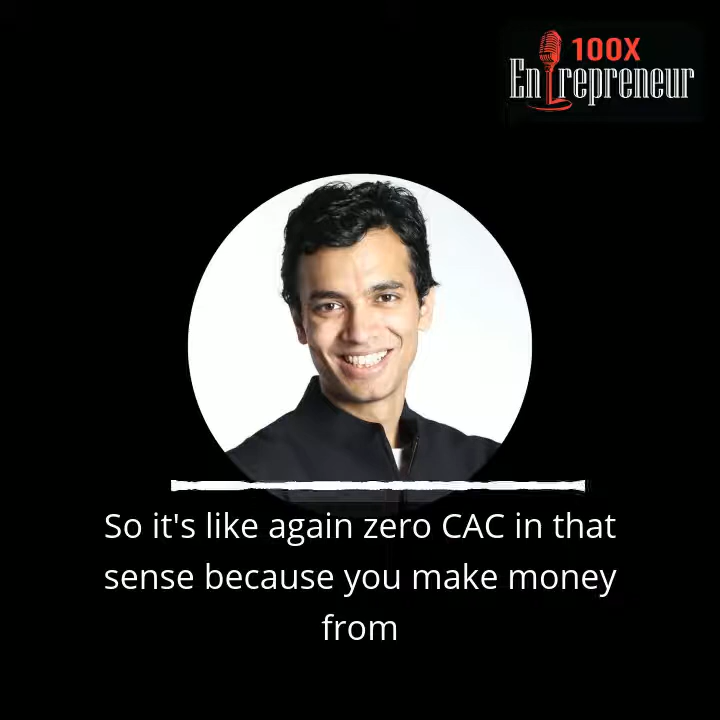 100X
Entrepreneur
So it's like again zero CAC in that
sense because you make money
from